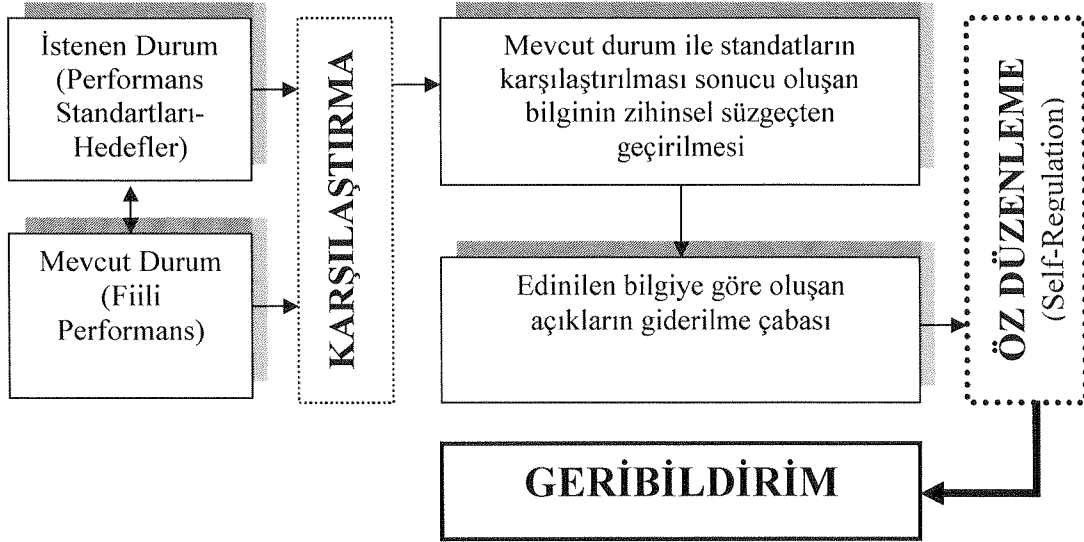 İstenen Durum
(Performans
Standartları-
Hedefler)
Mevcut Durum
(Fiili
Performans)
KARŞILAŞTIRMA
Mevcut durum ile standatların
karşılaştırılması sonucu oluşan
bilginin zihinsel süzgeçten
geçirilmesi
Edinilen bilgiye göre oluşan
açıkların giderilme çabası
ÖZ DÜZENLEME
(Self-Regulation)
GERİBİLDİRİM